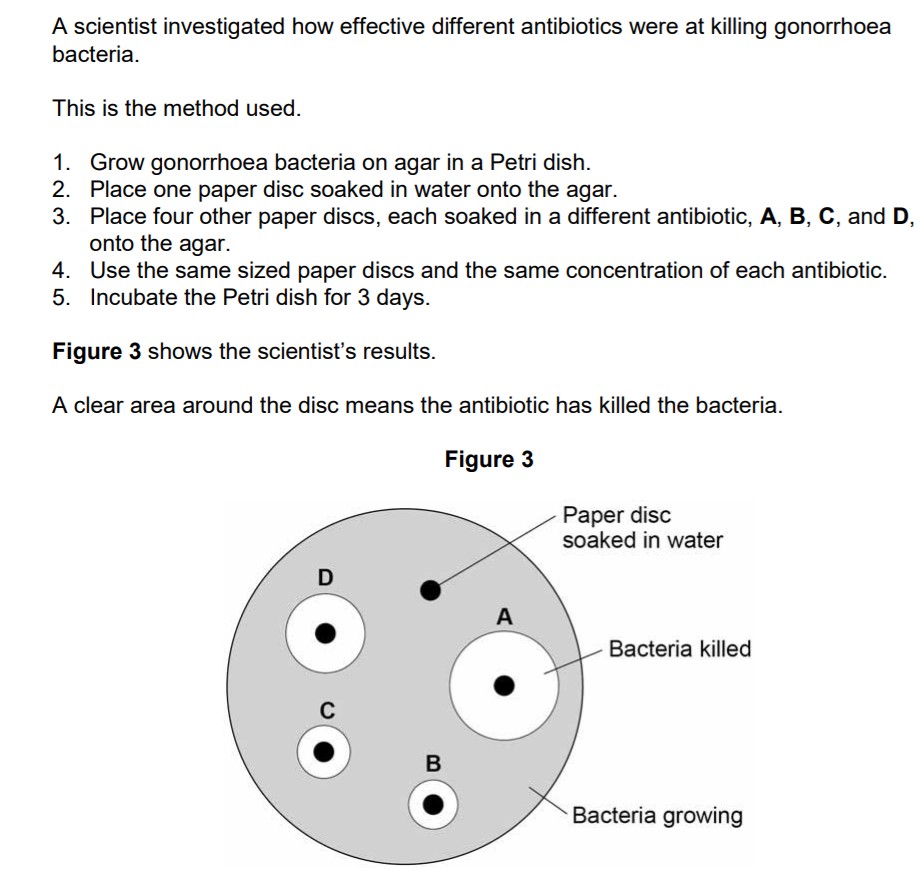 A scientist investigated how effective different antibiotics were at killing gonorrhoea
bacteria.
This is the method used.
1. Grow gonorrhoea bacteria on agar in a Petri dish.
2. Place one paper disc soaked in water onto the agar.
3. Place four other paper discs, each soaked in a different antibiotic, A, B, C, and D,
onto the agar.
4. Use the same sized paper discs and the same concentration of each antibiotic.
5. Incubate the Petri dish for 3 days.
Figure 3 shows the scientist’s results.
A clear area around the disc means the antibiotic has killed the bacteria.
Figure 3
Paper disc
soaked in water
D
A
Bacteria killed
C
B
Bacteria growing